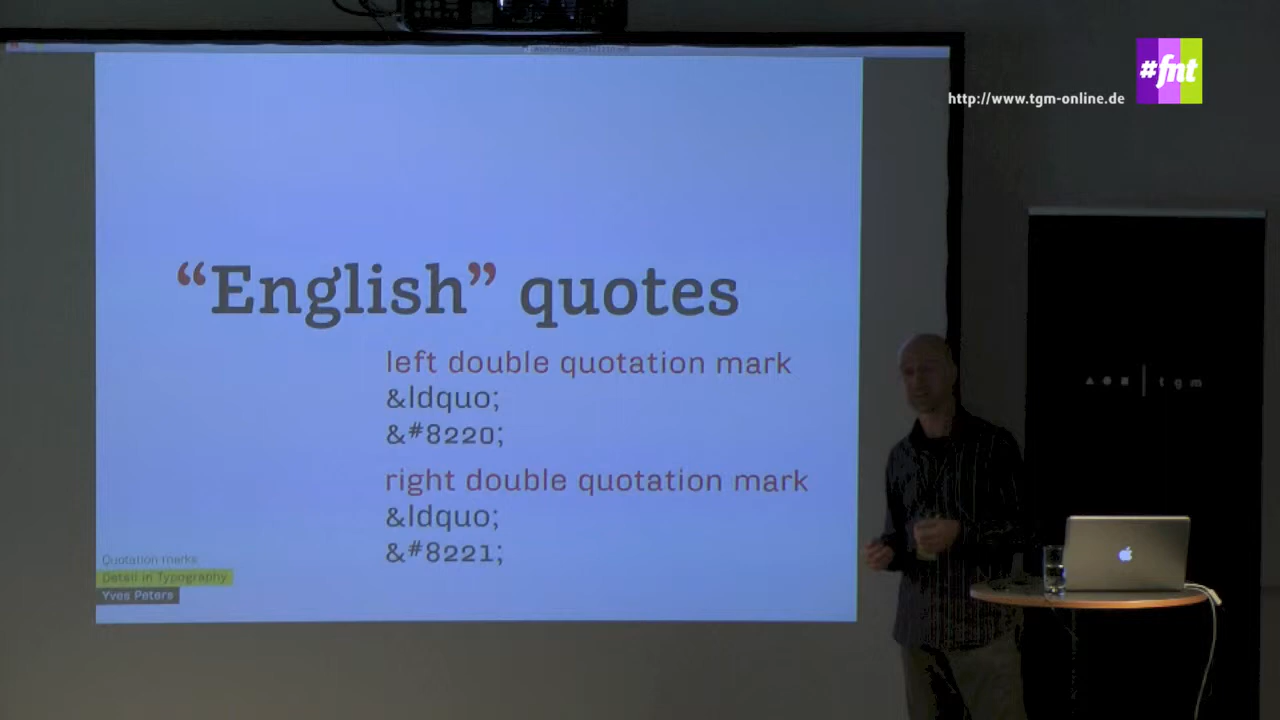 #fnt
http://www.tgm-online.de
“English” quotes
left double quotation mark
&ldquo;
&#8220;
right double quotation mark
&ldquo;
&#8221;
Quotation marks
Detail in Typography
Yves Peters
tgm